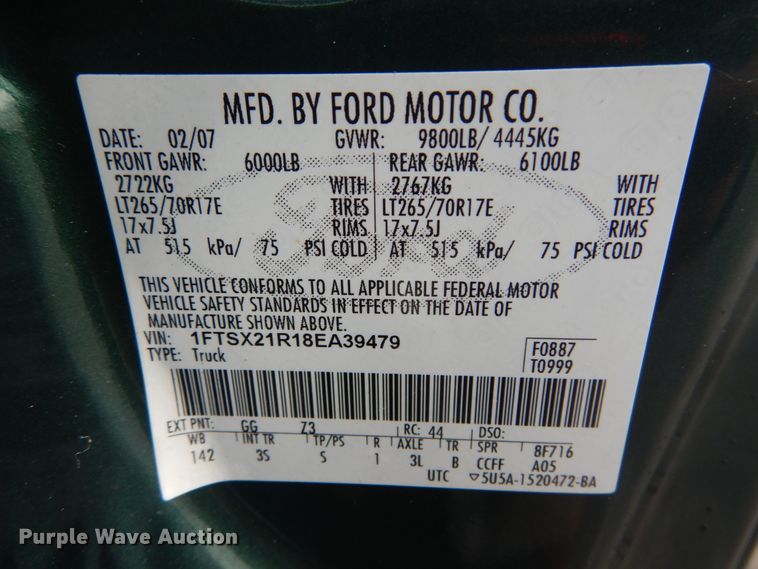 MFD. BY FORD MOTOR CO.
DATE: 02/07 GVWR: 9800LB/ 4445KG
FRONT GAWR: 6000LB REAR GAWR: 6100LB
2722KG WITH 2767KG WITH
LT265/70R17E TIRES LT265/70R17E TIRES
17x7.5J RIMS 17x7.5J RIMS
AT 515 kPa/ 75 PSI COLD AT 515 kPa/ 75 PSI COLD
THIS VEHICLE CONFORMS TO ALL APPLICABLE FEDERAL MOTOR
VEHICLE SAFETY STANDARDS IN EFFECT ON THE DATE OF
MANUFACTURE SHOWN ABOVE.
VIN: 1FTSX21R18EA39479
TYPE: Truck
F0887
T0999
EXT PNT: GG Z3 RC: 44 DSO:
WB INT TR TP/PS R AXLE TR SPR 8F716
142 3S S 1 3L B CCFF A05
UTC ▽5U5A-1520472-BA
Purple Wave Auction